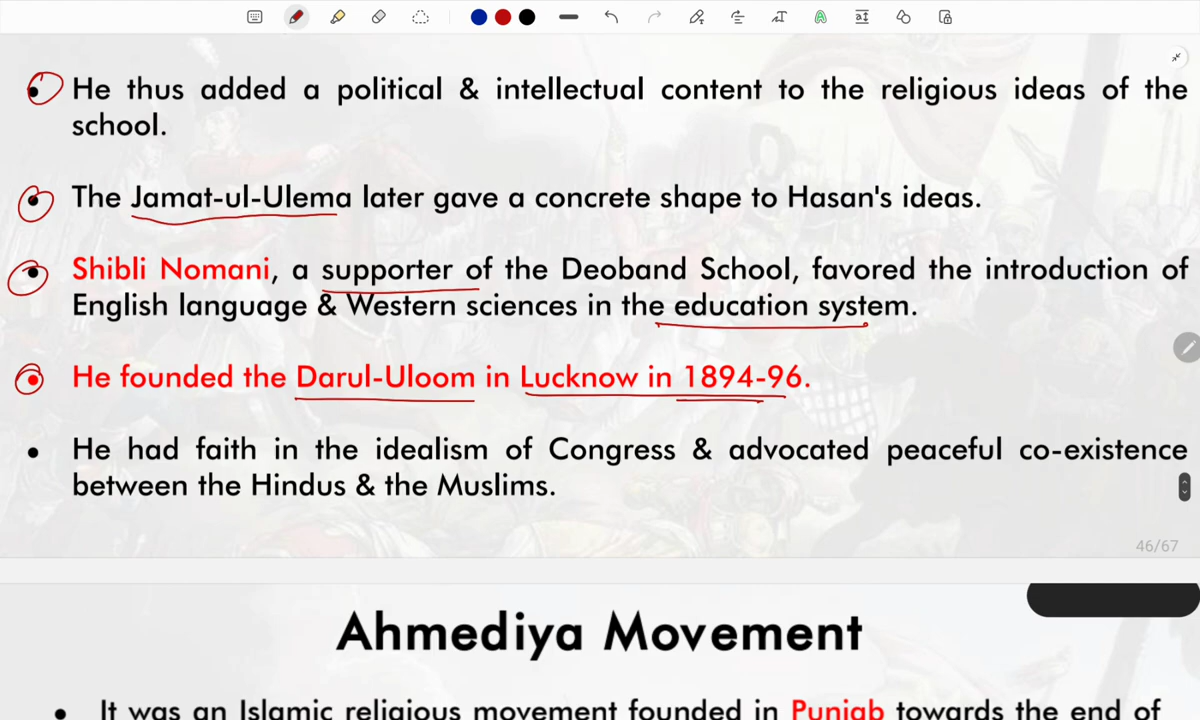 • He thus added a political & intellectual content to the religious ideas of the
school.
• The Jamat-ul-Ulema later gave a concrete shape to Hasan's ideas.
• Shibli Nomani, a supporter of the Deoband School, favored the introduction of
English language & Western sciences in the education system.
• He founded the Darul-Uloom in Lucknow in 1894-96.
• He had faith in the idealism of Congress & advocated peaceful co-existence
between the Hindus & the Muslims.
46/67
Ahmediya Movement
• It was an Islamic religious movement founded in Punjab towards the end of